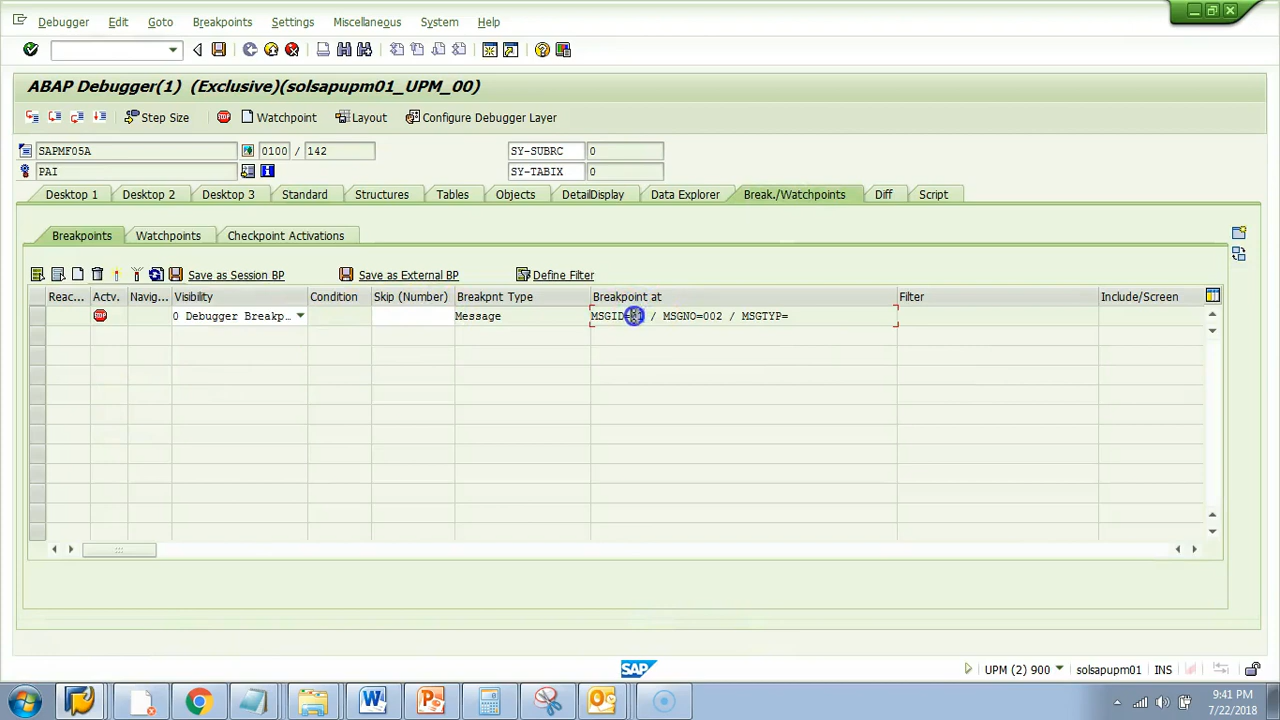 Debugger Edit Goto Breakpoints Settings Miscellaneous System Help
ABAP Debugger(1) (Exclusive)(solsapupm01_UPM_00)
Step Size Watchpoint Layout Configure Debugger Layer
SAPMF05A 0100 / 142 SY-SUBRC 0
PAI SY-TABIX 0
Desktop 1 Desktop 2 Desktop 3 Standard Structures Tables Objects DetailDisplay Data Explorer Break./Watchpoints Diff Script
Breakpoints Watchpoints Checkpoint Activations
Save as Session BP Save as External BP Define Filter
Reac... Actv. Navig... Visibility Condition Skip (Number) Breakpnt Type Breakpoint at Filter Include/Screen
0 Debugger Breakp... Message / MSGNO=002 / MSGTYP=
SAP UPM (2) 900 solsapupm01 INS
9:41 PM
7/22/2018